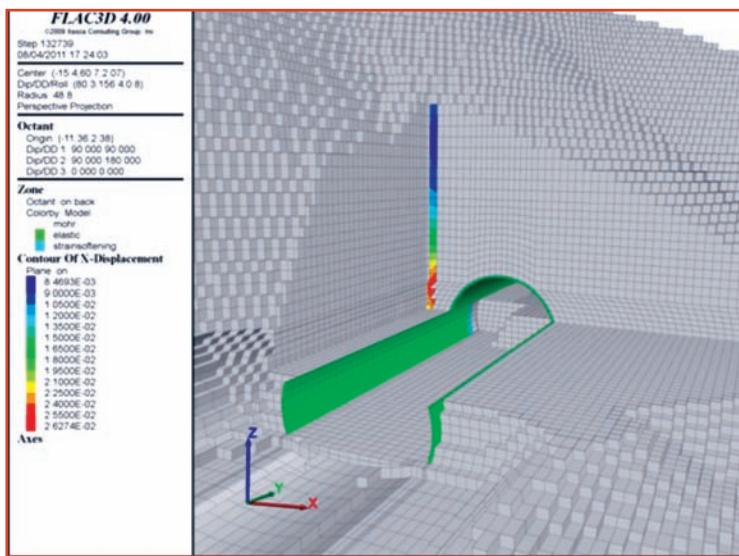 FLAC3D 4.00
©2009 Itasca Consulting Group. Inc
Step 132739
08/04/2011 17:24:03
Center (-15 4.60 7.2 07)
Dip/DD/Roll (80 3.156 4.0 8)
Radius 48.8
Perspective Projection
Octant
Origin (-11.36 2.38)
Dip/DD 1 90 000 90 000
Dip/DD 2 90 000 180 000
Dip/DD 3 0 000 0 000
Zone
Octant on back
Colorby Model
mohr
elastic
strainsoftening
Contour Of X-Displacement
Plane on
8 4693E-03
9 0000E-03
1 0500E-02
1 2000E-02
1 3500E-02
1 5000E-02
1 6500E-02
1 8000E-02
1 9500E-02
2 1000E-02
2 2500E-02
2 4000E-02
2 5500E-02
2 6274E-02
Axes
Z
Y
X